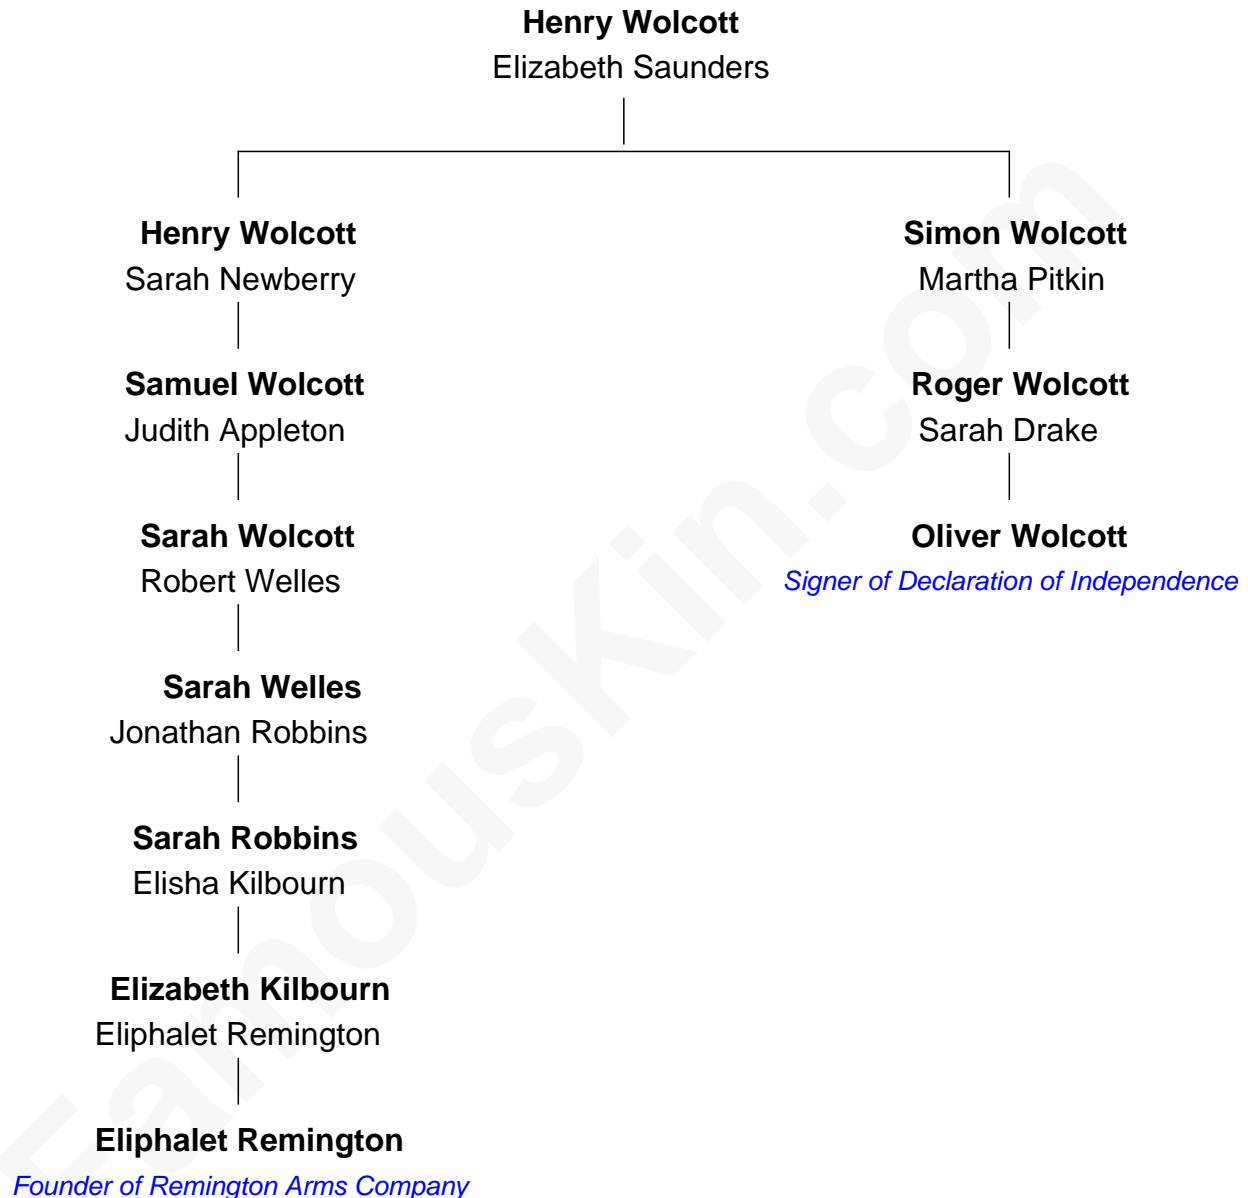 Henry Wolcott
Elizabeth Saunders
Henry Wolcott
Sarah Newberry
Simon Wolcott
Martha Pitkin
Samuel Wolcott
Judith Appleton
Roger Wolcott
Sarah Drake
Sarah Wolcott
Robert Welles
Oliver Wolcott
Signer of Declaration of Independence
Sarah Welles
Jonathan Robbins
Sarah Robbins
Elisha Kilbourn
Elizabeth Kilbourn
Eliphalet Remington
Eliphalet Remington
Founder of Remington Arms Company
FamousKin.com